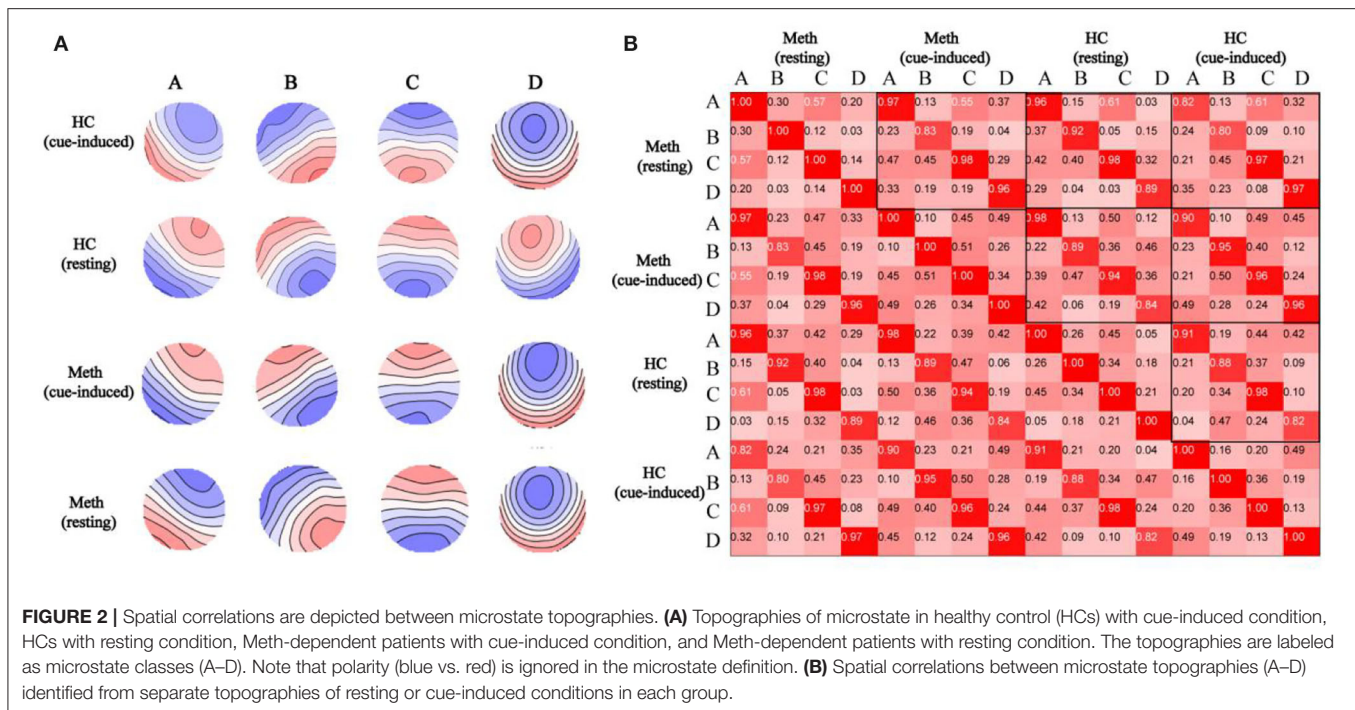 A
A B C D
HC
(cue-induced)
HC
(resting)
Meth
(cue-induced)
Meth
(resting)
B
Meth
(resting)
Meth
(cue-induced)
HC
(resting)
HC
(cue-induced)
A B C D A B C D A B C D A B C D
Meth
(resting)
A 1.00 0.30 0.57 0.20 0.97 0.13 0.55 0.37 0.96 0.15 0.61 0.03 0.82 0.13 0.61 0.32
B 0.30 1.00 0.12 0.03 0.23 0.83 0.19 0.04 0.37 0.92 0.05 0.15 0.24 0.80 0.09 0.10
C 0.57 0.12 1.00 0.14 0.47 0.45 0.98 0.29 0.42 0.40 0.98 0.32 0.21 0.45 0.97 0.21
D 0.20 0.03 0.14 1.00 0.33 0.19 0.19 0.96 0.29 0.04 0.03 0.89 0.35 0.23 0.08 0.97
Meth
(cue-induced)
A 0.97 0.23 0.47 0.33 1.00 0.10 0.45 0.49 0.98 0.13 0.50 0.12 0.90 0.10 0.49 0.45
B 0.13 0.83 0.45 0.19 0.10 1.00 0.51 0.26 0.22 0.89 0.36 0.46 0.23 0.95 0.40 0.12
C 0.55 0.19 0.98 0.19 0.45 0.51 1.00 0.34 0.39 0.47 0.94 0.36 0.21 0.50 0.96 0.24
D 0.37 0.04 0.29 0.96 0.49 0.26 0.34 1.00 0.42 0.06 0.19 0.84 0.49 0.28 0.24 0.96
HC
(resting)
A 0.96 0.37 0.42 0.29 0.98 0.22 0.39 0.42 1.00 0.26 0.45 0.05 0.91 0.19 0.44 0.42
B 0.15 0.92 0.40 0.04 0.13 0.89 0.47 0.06 0.26 1.00 0.34 0.18 0.21 0.88 0.37 0.09
C 0.61 0.05 0.98 0.03 0.50 0.36 0.94 0.19 0.45 0.34 1.00 0.21 0.20 0.34 0.98 0.10
D 0.03 0.15 0.32 0.89 0.12 0.46 0.36 0.84 0.05 0.18 0.21 1.00 0.04 0.47 0.24 0.82
HC
(cue-induced)
A 0.82 0.24 0.21 0.35 0.90 0.23 0.21 0.49 0.91 0.21 0.20 0.04 1.00 0.16 0.20 0.49
B 0.13 0.80 0.45 0.23 0.10 0.95 0.50 0.28 0.19 0.88 0.34 0.47 0.16 1.00 0.36 0.19
C 0.61 0.09 0.97 0.08 0.49 0.40 0.96 0.24 0.44 0.37 0.98 0.24 0.20 0.36 1.00 0.13
D 0.32 0.10 0.21 0.97 0.45 0.12 0.24 0.96 0.42 0.09 0.10 0.82 0.49 0.19 0.13 1.00
FIGURE 2 | Spatial correlations are depicted between microstate topographies. (A) Topographies of microstate in healthy control (HCs) with cue-induced condition,
HCs with resting condition, Meth-dependent patients with cue-induced condition, and Meth-dependent patients with resting condition. The topographies are labeled
as microstate classes (A–D). Note that polarity (blue vs. red) is ignored in the microstate definition. (B) Spatial correlations between microstate topographies (A–D)
identified from separate topographies of resting or cue-induced conditions in each group.